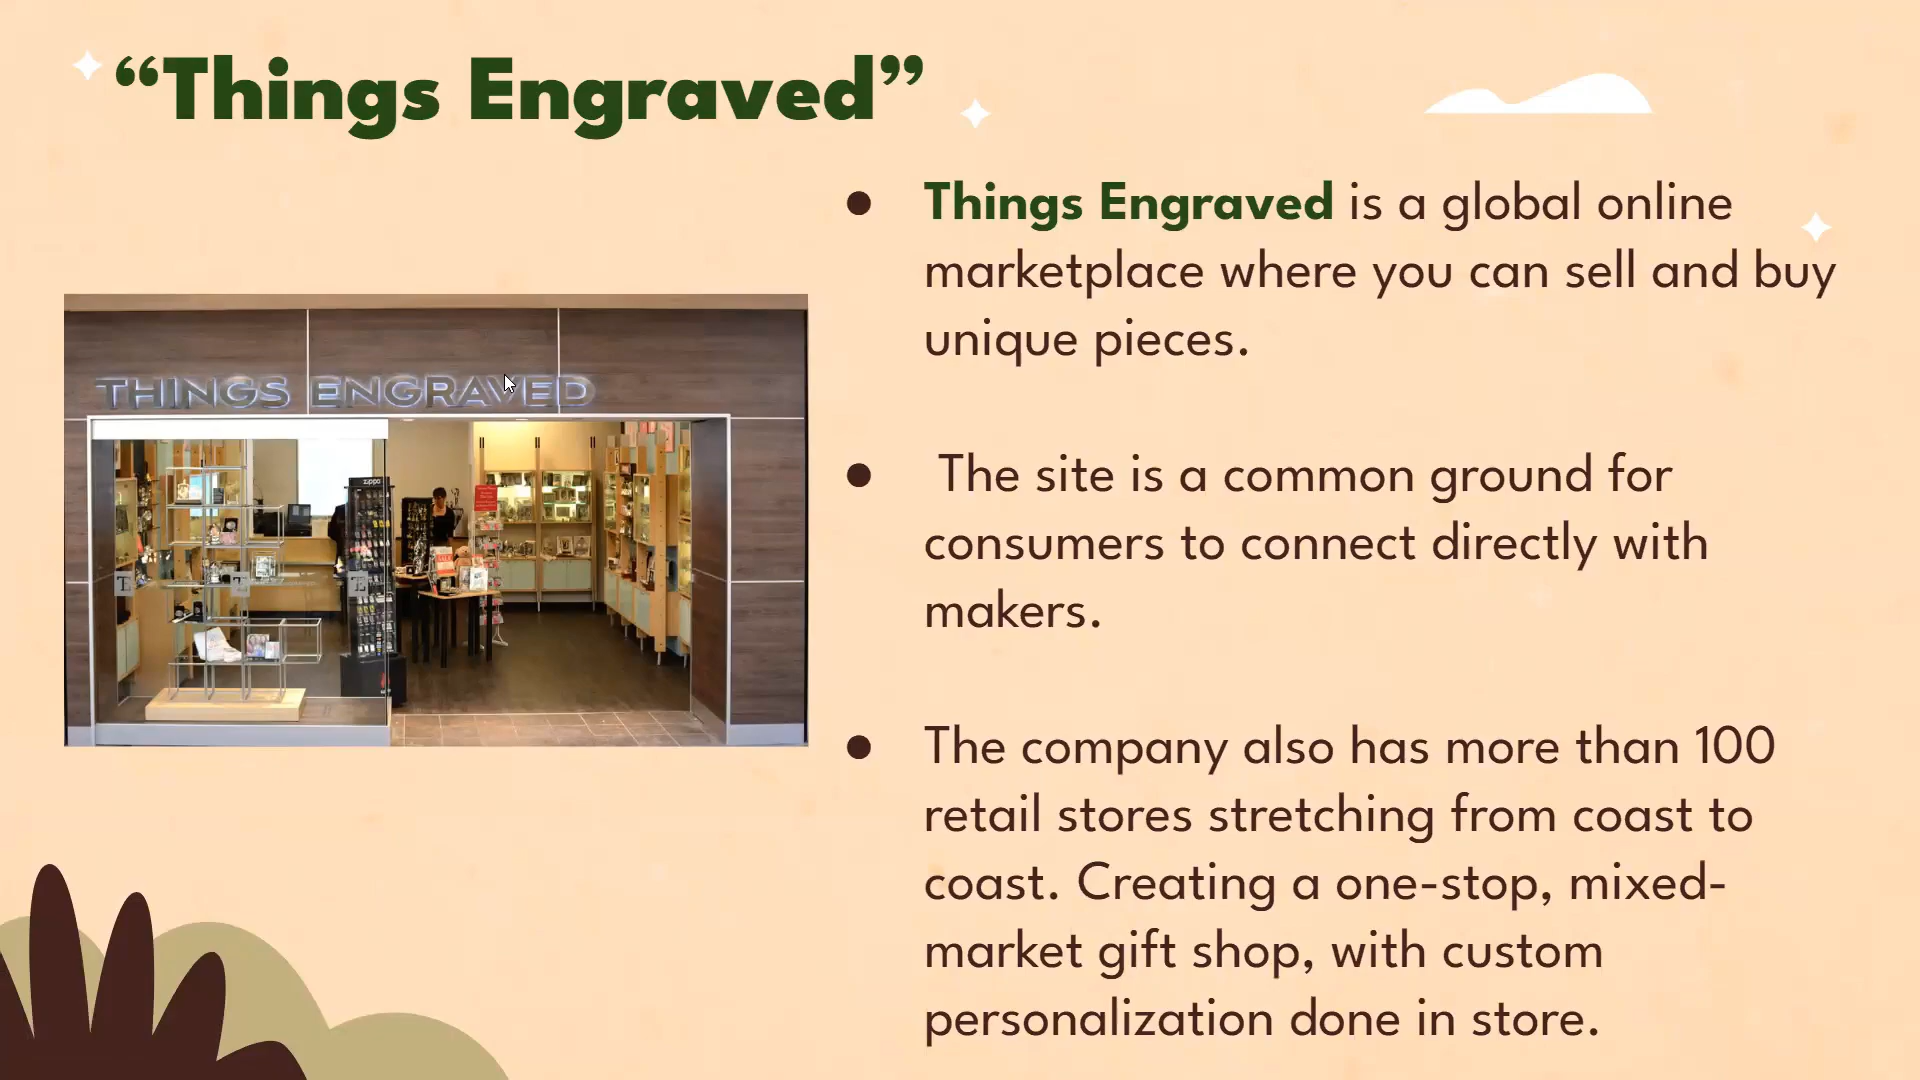 “Things Engraved”
● Things Engraved is a global online
marketplace where you can sell and buy
unique pieces.
THINGS ENGRAVED
zippo
● The site is a common ground for
consumers to connect directly with
makers.
● The company also has more than 100
retail stores stretching from coast to
coast. Creating a one-stop, mixed-
market gift shop, with custom
personalization done in store.